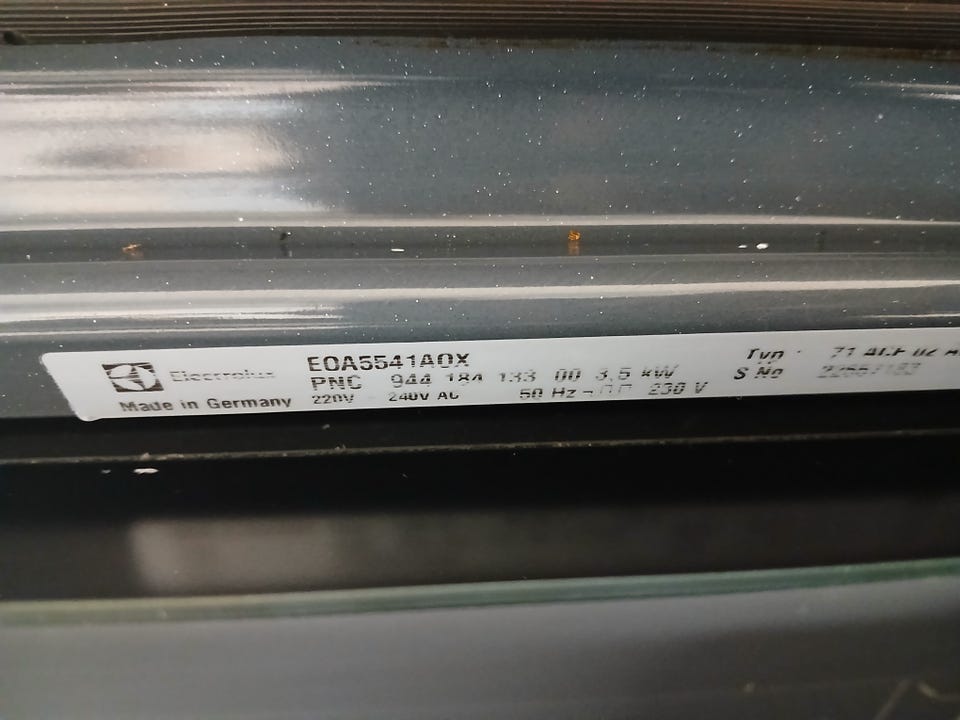 Electrolux
Made in Germany
EOA5541AOX
PNC 944 184 133 00 3,5 kW
220V - 240V AC 50 Hz 230 V
Typ
S No